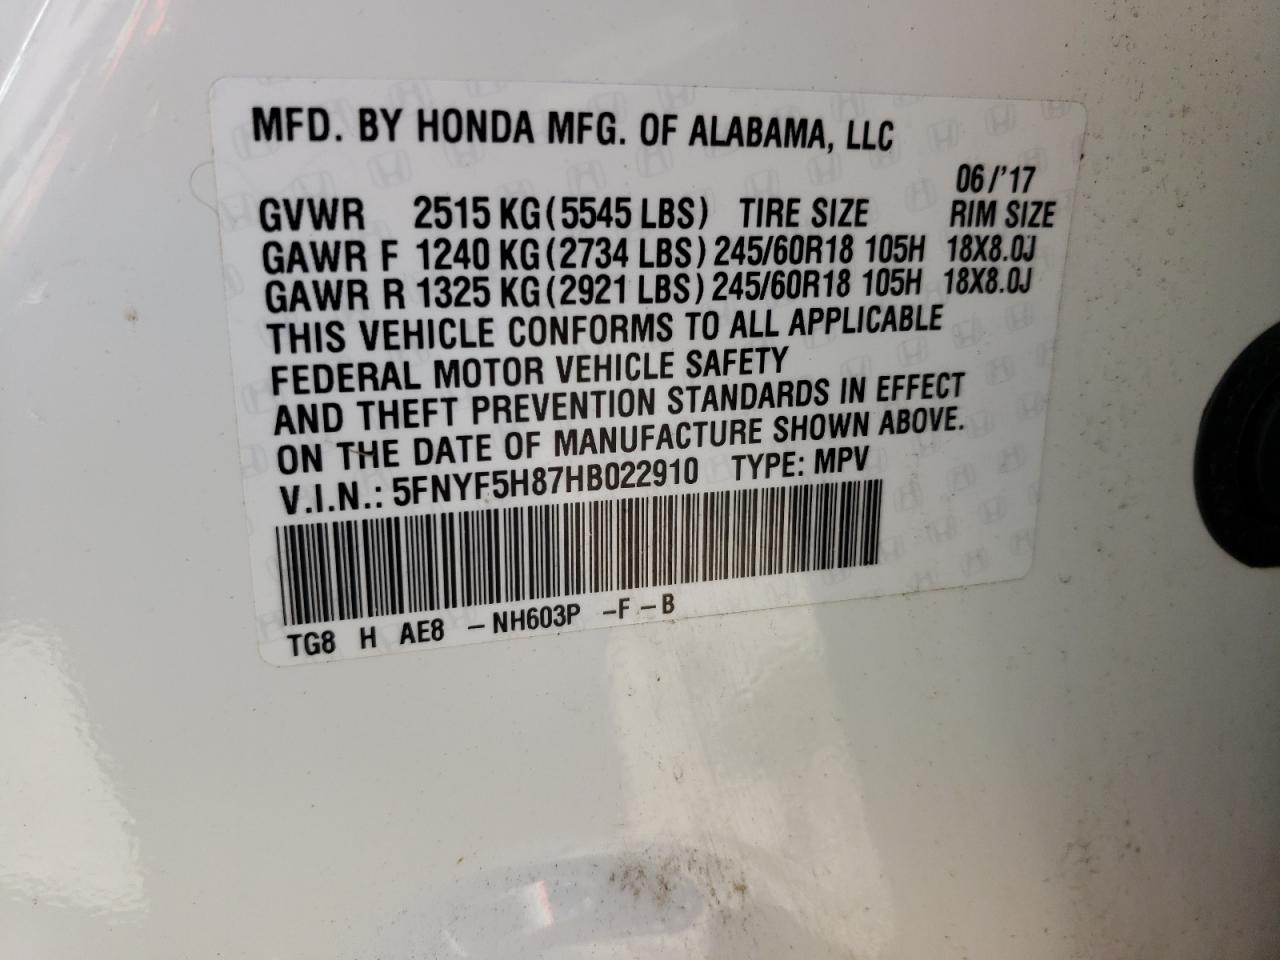 MFD. BY HONDA MFG. OF ALABAMA, LLC
06/'17
GVWR 2515 KG(5545 LBS) TIRE SIZE RIM SIZE
GAWR F 1240 KG(2734 LBS) 245/60R18 105H 18X8.0J
GAWR R 1325 KG(2921 LBS) 245/60R18 105H 18X8.0J
THIS VEHICLE CONFORMS TO ALL APPLICABLE
FEDERAL MOTOR VEHICLE SAFETY
AND THEFT PREVENTION STANDARDS IN EFFECT
ON THE DATE OF MANUFACTURE SHOWN ABOVE.
V.I.N.: 5FNYF5H87HB022910 TYPE: MPV
TG8 H AE8 -NH603P -F-B